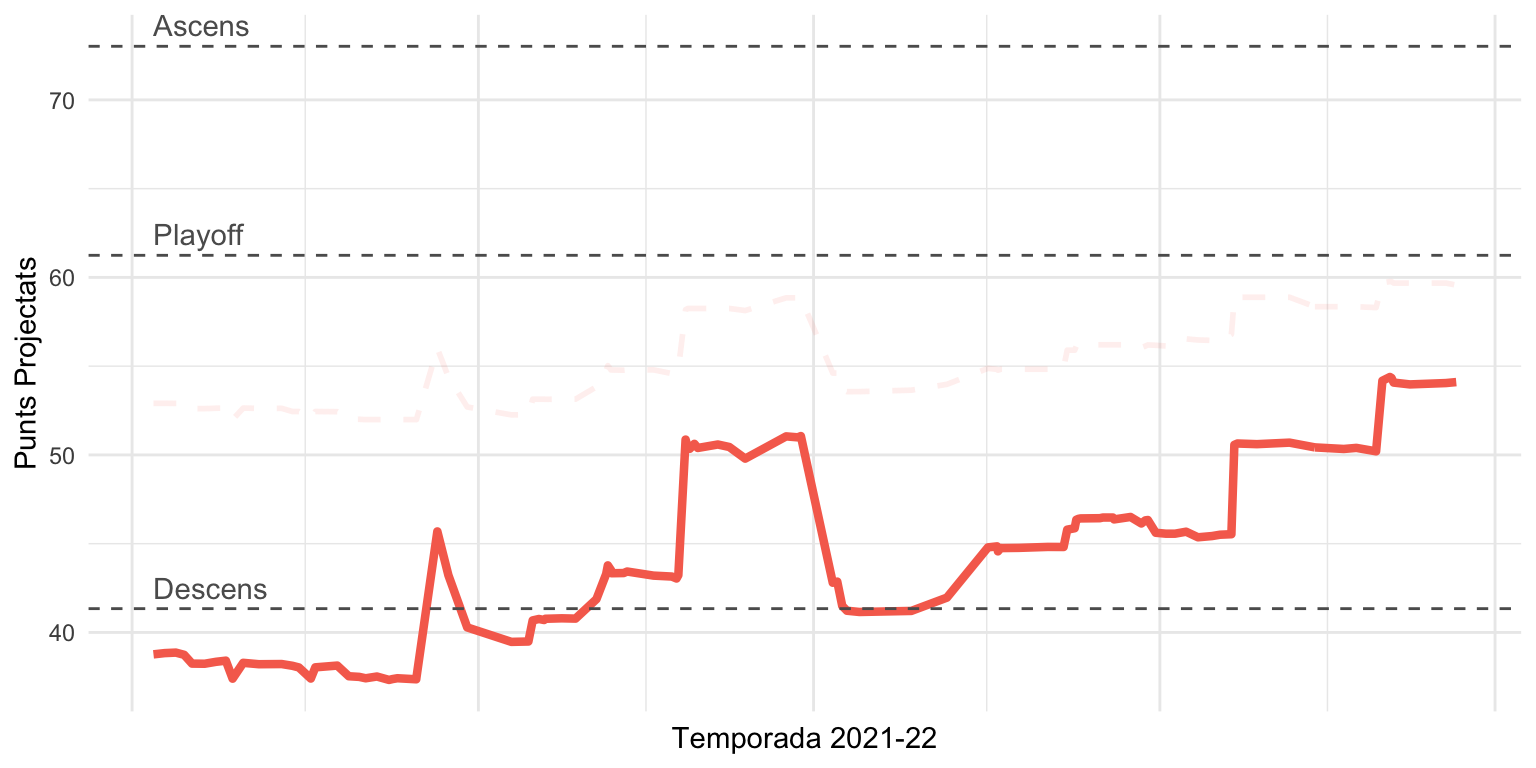 Ascens
70
Playoff
60
50
Descens
40
Punts Projectats
Temporada 2021-22